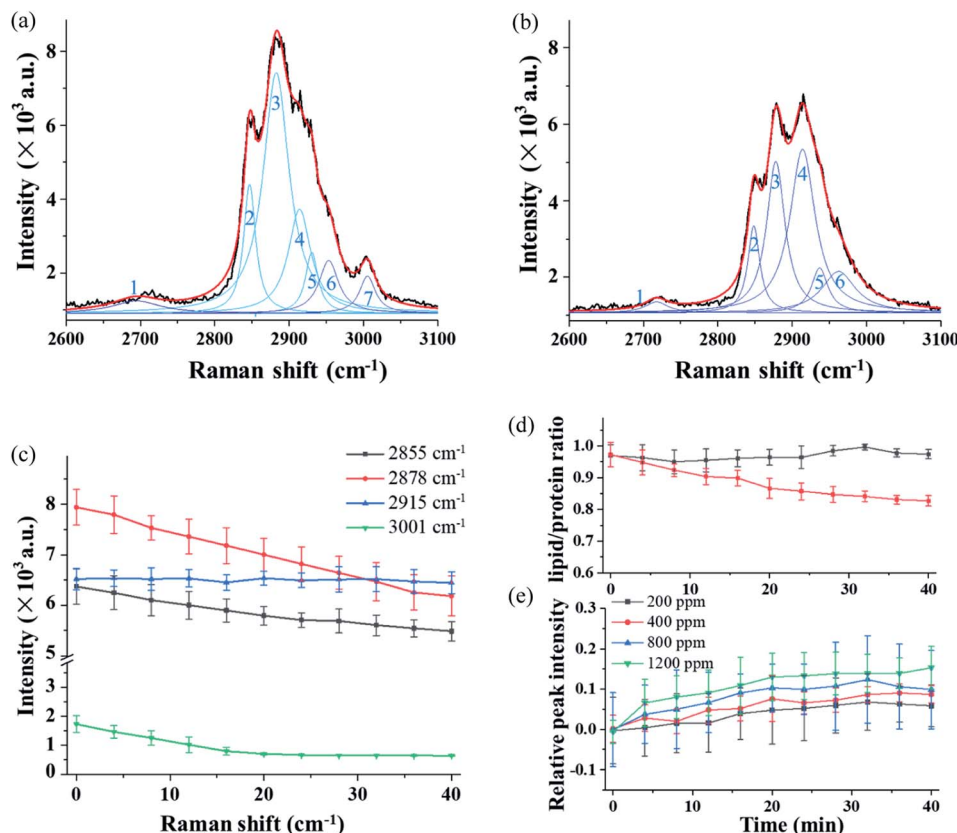 (a)
Intensity (× 10³ a.u.)
8
6
4
2
1
2
3
4
5
6
7
2600 2700 2800 2900 3000 3100
Raman shift (cm⁻¹)
(b)
Intensity (× 10³ a.u.)
8
6
4
2
1
2
3
4
5
6
2600 2700 2800 2900 3000 3100
Raman shift (cm⁻¹)
(c)
Intensity (× 10³ a.u.)
2855 cm⁻¹
2878 cm⁻¹
2915 cm⁻¹
3001 cm⁻¹
8
7
6
5
3
2
1
0
0 10 20 30 40
Raman shift (cm⁻¹)
(d)
lipid/protein ratio
1.0
0.9
0.8
0.6
0 10 20 30 40
(e)
Relative peak intensity
200 ppm
400 ppm
800 ppm
1200 ppm
0.3
0.2
0.1
0.0
-0.1
0 10 20 30 40
Time (min)